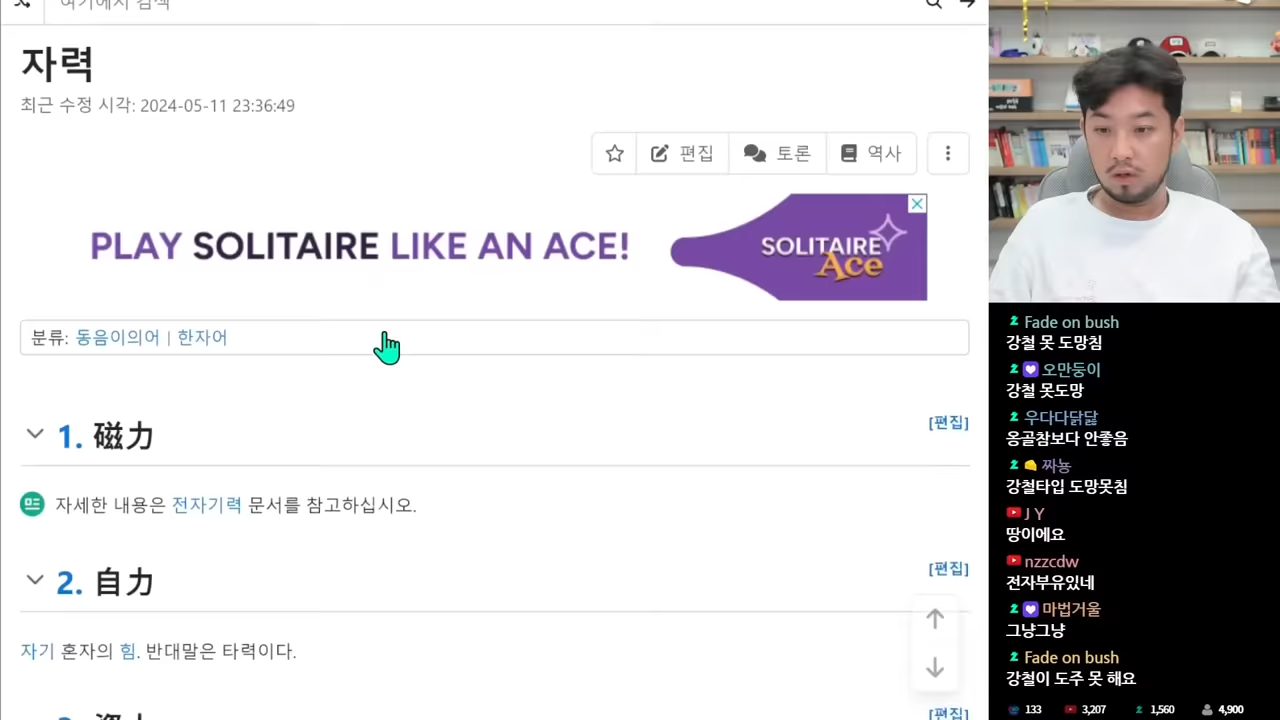 여기에서 검색
자력
최근 수정 시각: 2024-05-11 23:36:49
편집
토론
역사
PLAY SOLITAIRE LIKE AN ACE!
SOLITAIRE
Ace
분류: 동음이의어 | 한자어
1. 磁力
[편집]
자세한 내용은 전자기력 문서를 참고하십시오.
2. 自力
[편집]
자기 혼자의 힘. 반대말은 타력이다.
[편집]
Fade on bush
강철 못 도망침
오만둥이
강철 못도망
우다다닭닳
옹골참보다 안좋음
짜뇽
강철타입 도망못침
J Y
땅이에요
nzzcdw
전자부유있네
마법거울
그냥그냥
Fade on bush
강철이 도주 못 해요
133 3,207 1,560 4,900